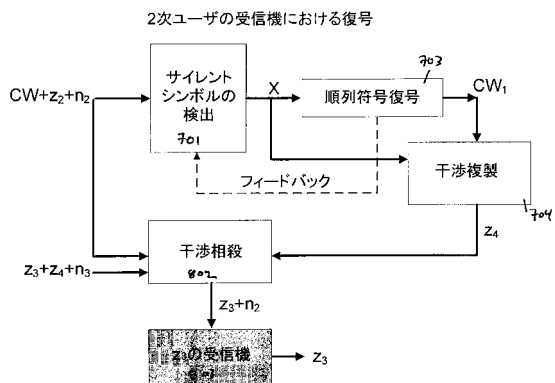 2次ユーザの受信機における復号
サイレント
シンボルの
検出
701
CW+z2+n2
X
順列符号復号
703
CW1
フィードバック
干渉複製
704
z4
干渉相殺
802
z3+z4+n3
z3+n2
z3の受信機
z3